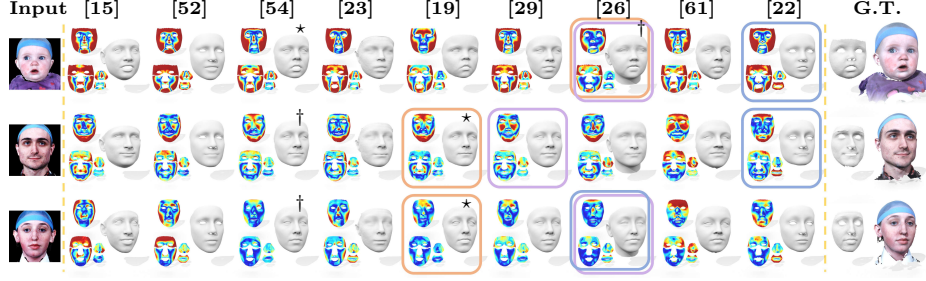 Input [15] [52] [54] [23] [19] [29] [26] [61] [22] G.T.
⋆ †
† ⋆
† ⋆